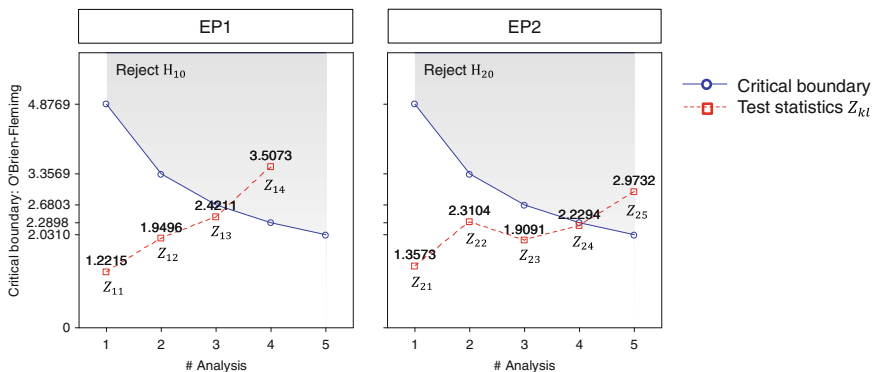 EP1
EP2
Critical boundary: O'Brien-Fleming
4.8769
3.3569
2.6803
2.2898
2.0310
0
Reject H₁₀
1.2215
Z₁₁
1.9496
Z₁₂
2.4211
Z₁₃
3.5073
Z₁₄
1 2 3 4 5
# Analysis
Reject H₂₀
1.3573
Z₂₁
2.3104
Z₂₂
1.9091
Z₂₃
2.2294
Z₂₄
2.9732
Z₂₅
1 2 3 4 5
# Analysis
Critical boundary
Test statistics Zₖₗ